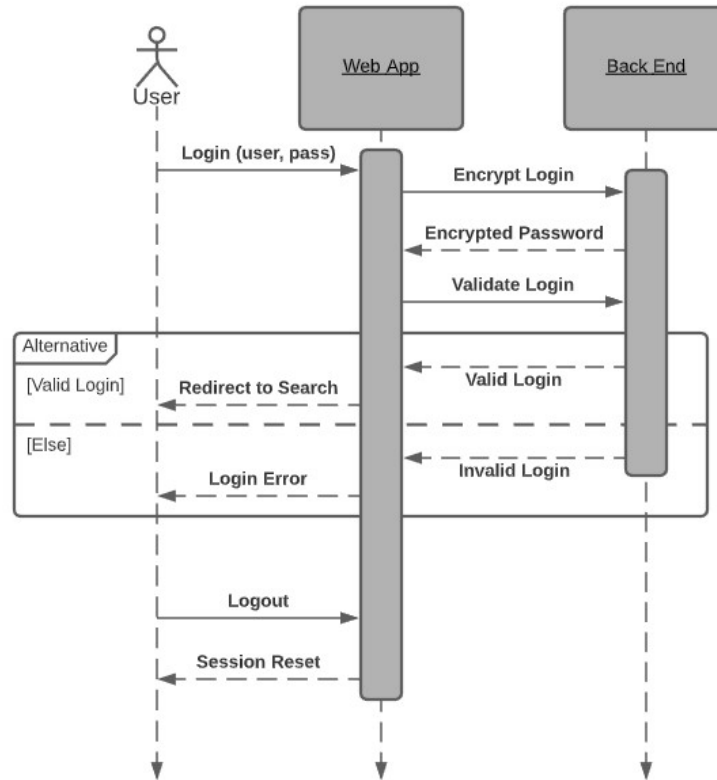 User
Web App
Back End
Login (user, pass)
Encrypt Login
Encrypted Password
Validate Login
Alternative
[Valid Login]
Valid Login
Redirect to Search
[Else]
Invalid Login
Login Error
Logout
Session Reset